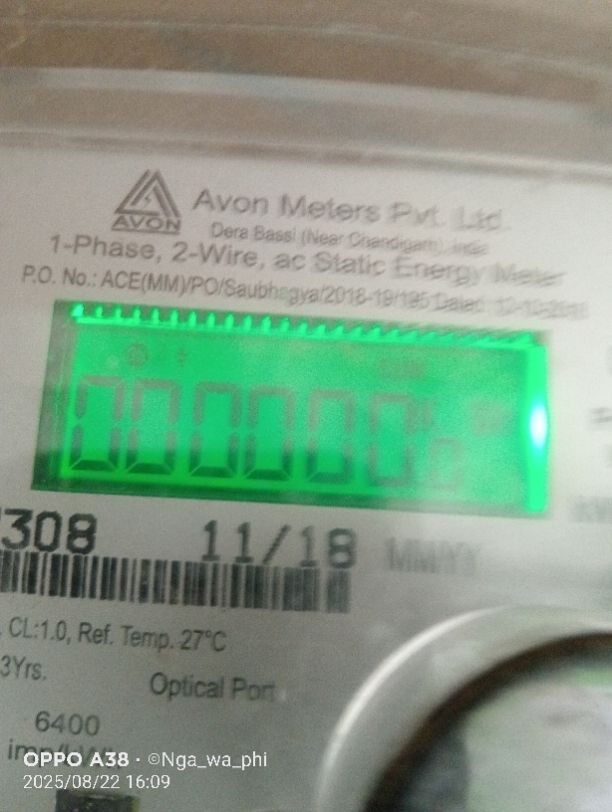 AVON
Avon Meters Pvt. Ltd.
Dera Bassi (Near Chandigarh), India
1-Phase, 2-Wire, ac Static Energy Meter
P.O. No.: ACE(MM)/PO/Saubhagya/2018-19/195 Dated:
308 11/18 MM/YY
CL:1.0, Ref. Temp. 27°C
3Yrs.
Optical Port
6400
OPPO A38 · ©Nga_wa_phi
2025/08/22 16:09